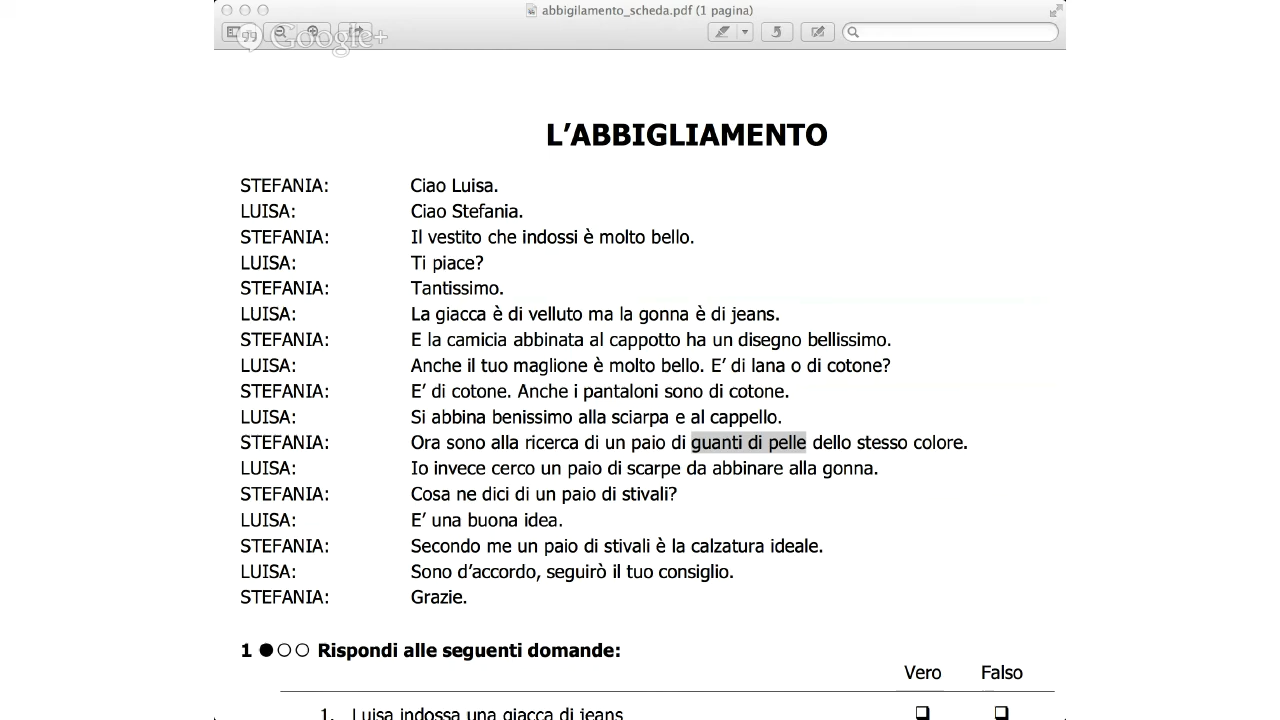 abbigilamento_scheda.pdf (1 pagina)
Google+
L’ABBIGLIAMENTO
STEFANIA: Ciao Luisa.
LUISA: Ciao Stefania.
STEFANIA: Il vestito che indossi è molto bello.
LUISA: Ti piace?
STEFANIA: Tantissimo.
LUISA: La giacca è di velluto ma la gonna è di jeans.
STEFANIA: E la camicia abbinata al cappotto ha un disegno bellissimo.
LUISA: Anche il tuo maglione è molto bello. E’ di lana o di cotone?
STEFANIA: E’ di cotone. Anche i pantaloni sono di cotone.
LUISA: Si abbina benissimo alla sciarpa e al cappello.
STEFANIA: Ora sono alla ricerca di un paio di guanti di pelle dello stesso colore.
LUISA: Io invece cerco un paio di scarpe da abbinare alla gonna.
STEFANIA: Cosa ne dici di un paio di stivali?
LUISA: E’ una buona idea.
STEFANIA: Secondo me un paio di stivali è la calzatura ideale.
LUISA: Sono d’accordo, seguirò il tuo consiglio.
STEFANIA: Grazie.
1 ●○○ Rispondi alle seguenti domande:
Vero Falso
1. Luisa indossa una giacca di jeans